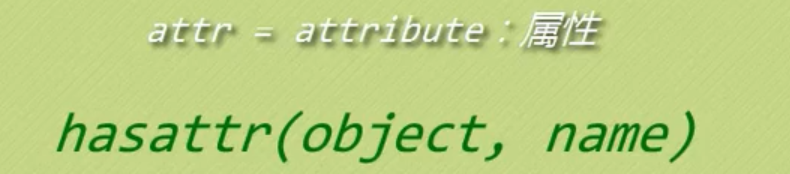 attr = attribute：属性
hasattr(object, name)